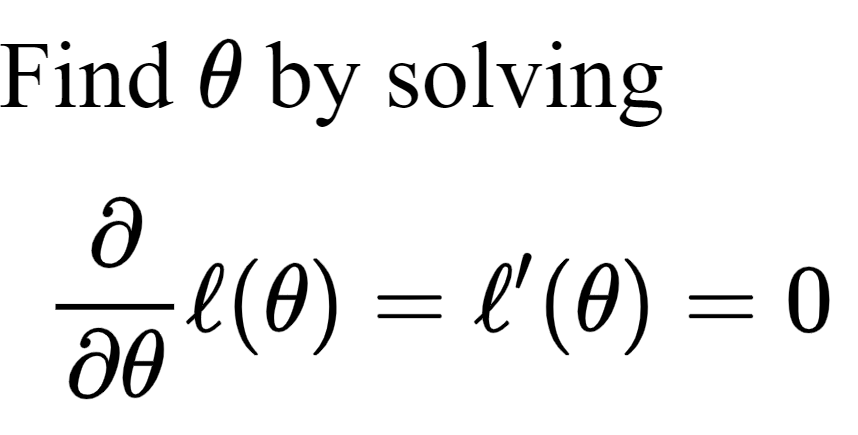 Find θ by solving
∂/∂θ ℓ(θ) = ℓ′(θ) = 0